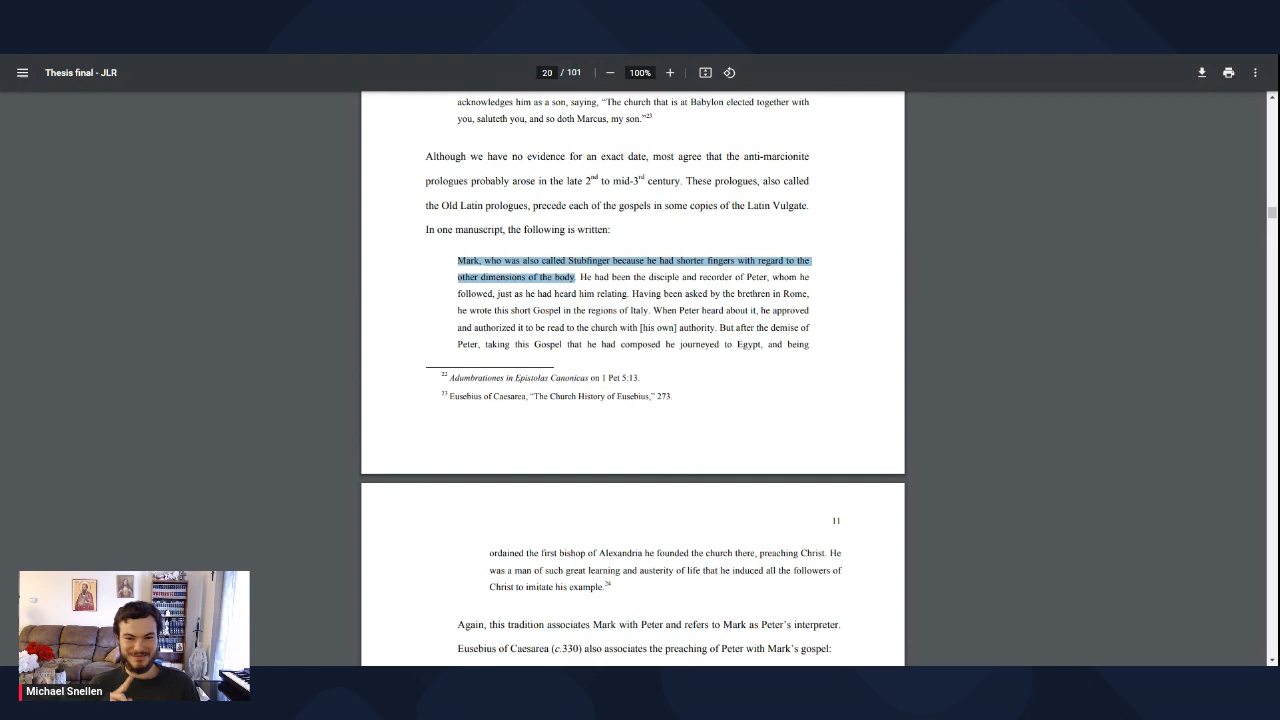 Thesis final - JLR
20 / 101
100%
acknowledges him as a son, saying, “The church that is at Babylon elected together with
you, saluteth you, and so doth Marcus, my son.”23
Although we have no evidence for an exact date, most agree that the anti-marcionite
prologues probably arose in the late 2nd to mid-3rd century. These prologues, also called
the Old Latin prologues, precede each of the gospels in some copies of the Latin Vulgate.
In one manuscript, the following is written:
Mark, who was also called Stubfinger because he had shorter fingers with regard to the
other dimensions of the body. He had been the disciple and recorder of Peter, whom he
followed, just as he had heard him relating. Having been asked by the brethren in Rome,
he wrote this short Gospel in the regions of Italy. When Peter heard about it, he approved
and authorized it to be read to the church with [his own] authority. But after the demise of
Peter, taking this Gospel that he had composed he journeyed to Egypt, and being
22 Adumbrationes in Epistolas Canonicas on 1 Pet 5:13.
23 Eusebius of Caesarea, “The Church History of Eusebius,” 273.
11
ordained the first bishop of Alexandria he founded the church there, preaching Christ. He
was a man of such great learning and austerity of life that he induced all the followers of
Christ to imitate his example.24
Again, this tradition associates Mark with Peter and refers to Mark as Peter’s interpreter.
Eusebius of Caesarea (c.330) also associates the preaching of Peter with Mark’s gospel:
Michael Snellen